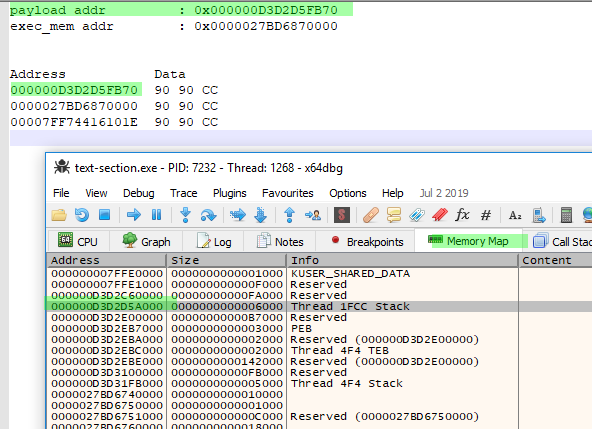 payload addr : 0x000000D3D2D5FB70
exec_mem addr : 0x0000027BD6870000
Address Data
000000D3D2D5FB70 90 90 CC
0000027BD6870000 90 90 CC
00007FF74416101E 90 90 CC
text-section.exe - PID: 7232 - Thread: 1268 - x64dbg
File View Debug Trace Plugins Favourites Options Help Jul 2 2019
CPU Graph Log Notes Breakpoints Memory Map Call Stac
Address Size Info Content
000000007FFE0000 0000000000001000 KUSER_SHARED_DATA
000000007FFE1000 000000000000F000 Reserved
000000D3D2C60000 00000000000FA000 Reserved
000000D3D2D5A000 0000000000006000 Thread 1FCC Stack
000000D3D2E00000 00000000000B7000 Reserved
000000D3D2EB7000 0000000000003000 PEB
000000D3D2EBA000 0000000000002000 Reserved (000000D3D2E00000)
000000D3D2EBC000 0000000000002000 Thread 4F4 TEB
000000D3D2EBE000 0000000000142000 Reserved (000000D3D2E00000)
000000D3D3100000 00000000000FB000 Reserved
000000D3D31FB000 0000000000005000 Thread 4F4 Stack
0000027BD6740000 0000000000010000
0000027BD6750000 0000000000001000
0000027BD6751000 000000000000C000 Reserved (0000027BD6750000)
0000027BD6760000 0000000000018000